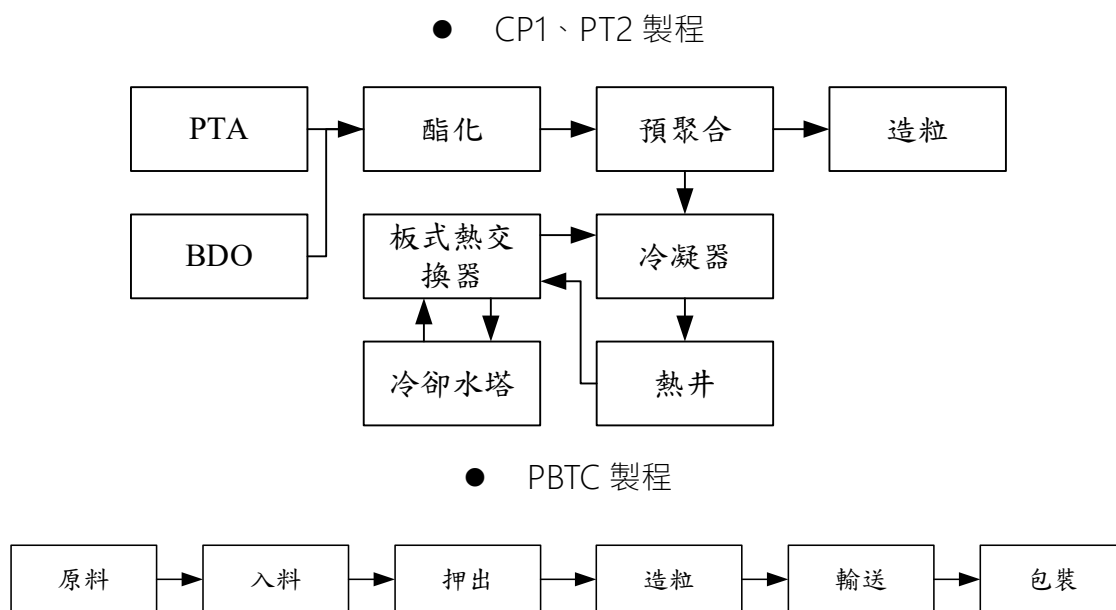 ● CP1、PT2 製程
PTA
酯化
預聚合
造粒
BDO
板式熱交
換器
冷凝器
冷卻水塔
熱井
● PBTC 製程
原料
入料
押出
造粒
輸送
包裝